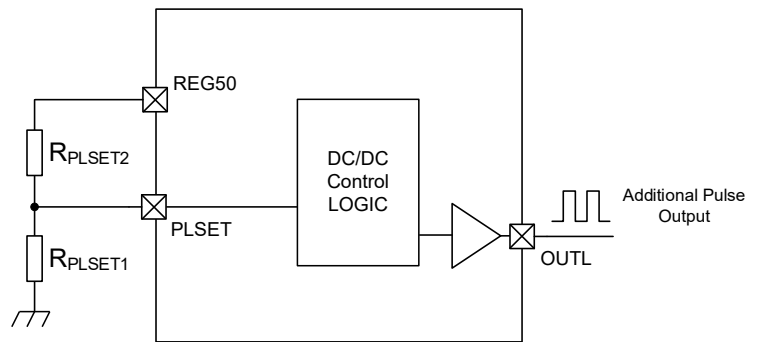 REG50
RPLSET2
DC/DC
Control
LOGIC
Additional Pulse
Output
PLSET
OUTL
RPLSET1